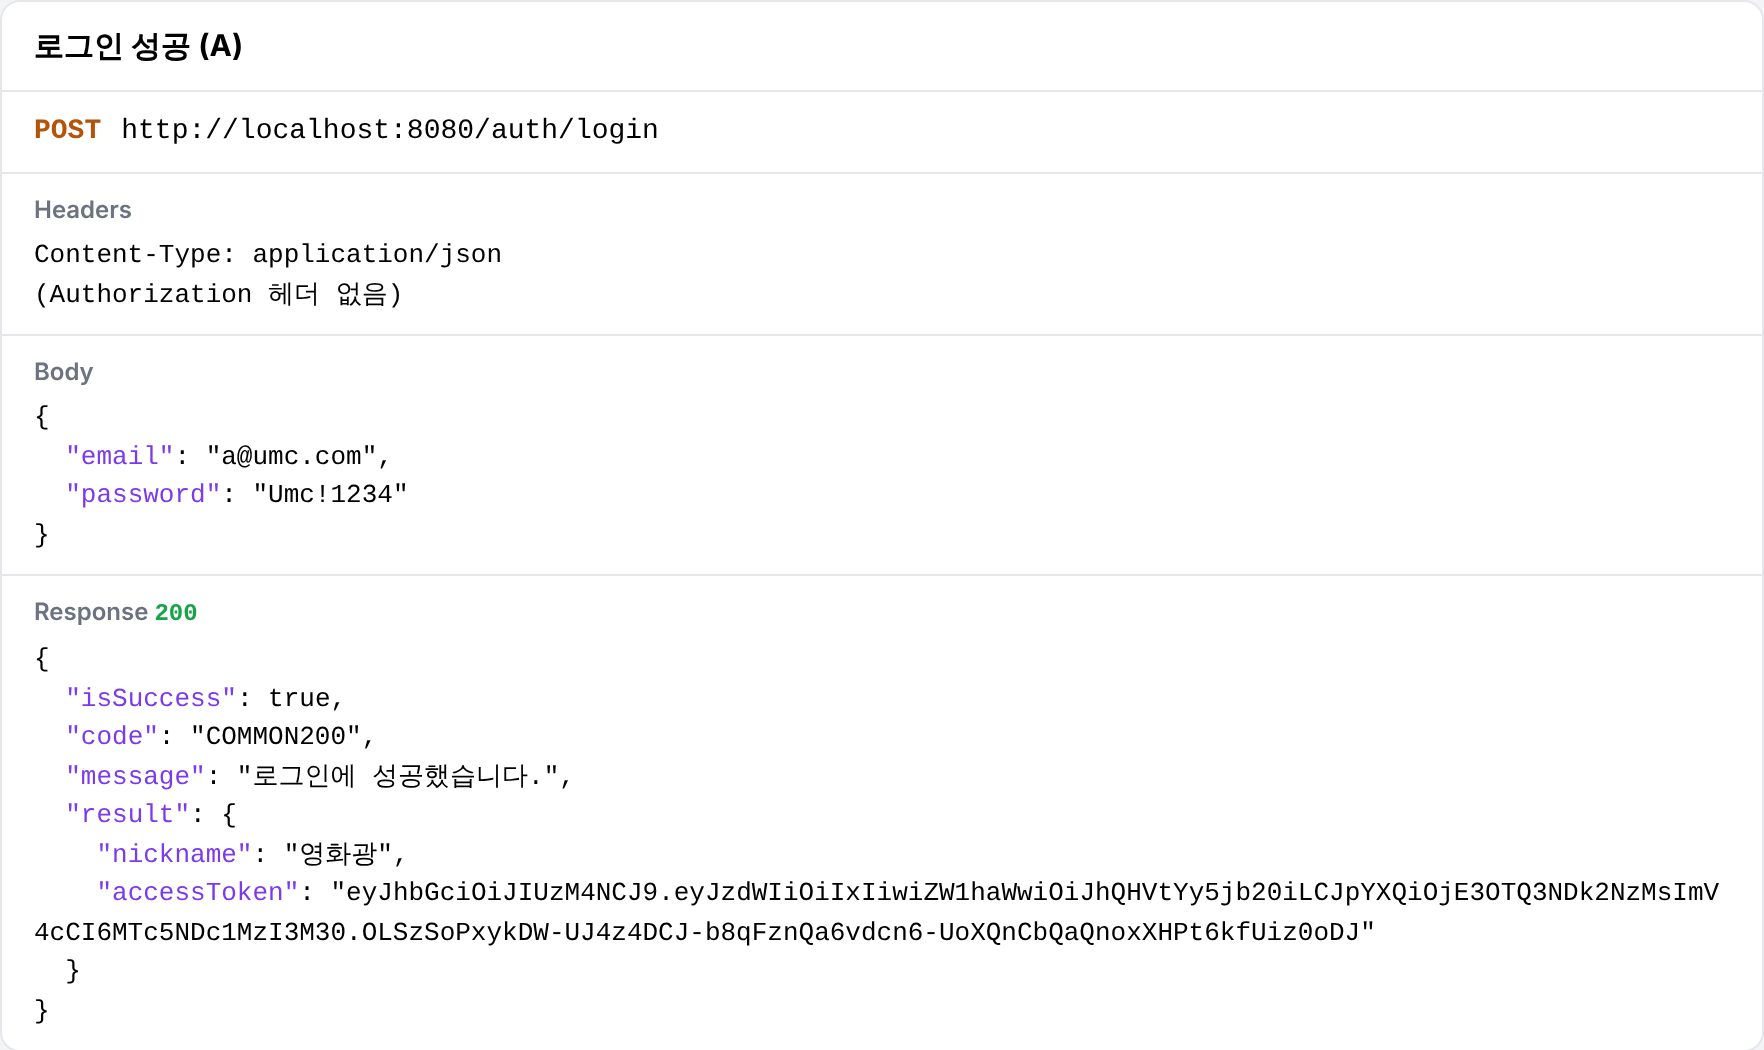 로그인 성공 (A)
POST http://localhost:8080/auth/login
Headers
Content-Type: application/json
(Authorization 헤더 없음)
Body
{
  "email": "a@umc.com",
  "password": "Umc!1234"
}
Response 200
{
  "isSuccess": true,
  "code": "COMMON200",
  "message": "로그인에 성공했습니다.",
  "result": {
    "nickname": "영화광",
    "accessToken": "eyJhbGciOiJIUzM4NCJ9.eyJzdWIiOiIxIiwiZW1haWwiOiJhQHVtYy5jb20iLCJpYXQiOjE3OTQ3NDk2NzMsImV
4cCI6MTc5NDc1MzI3M30.OLSzSoPxykDW-UJ4z4DCJ-b8qFznQa6vdcn6-UoXQnCbQaQnoxXHPt6kfUiz0oDJ"
  }
}